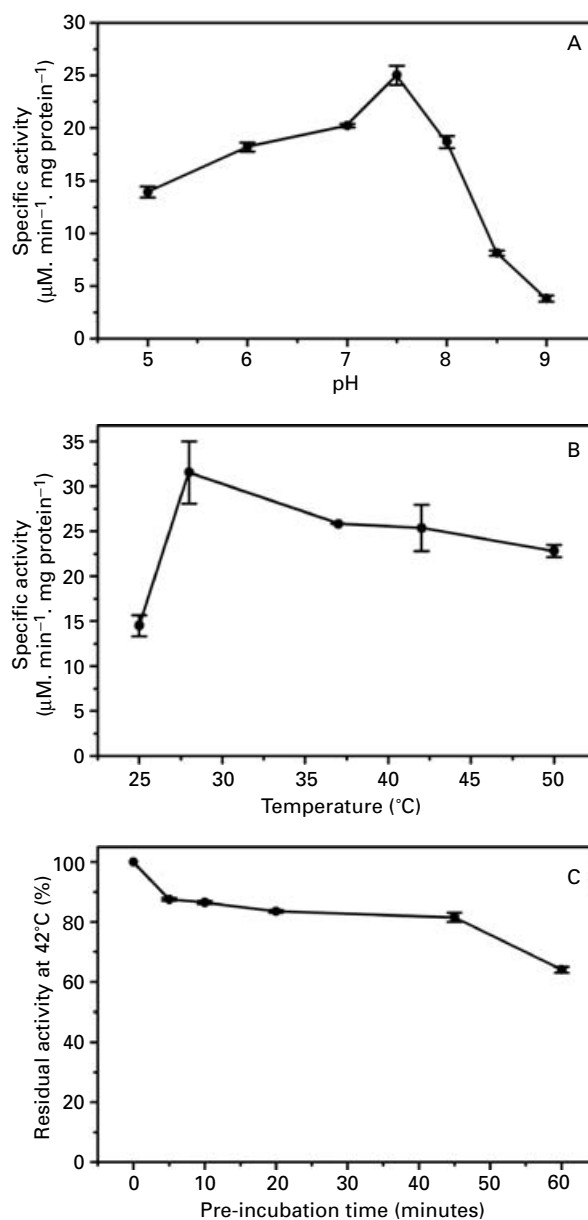 A
Specific activity
(μM. min⁻¹. mg protein⁻¹)
30
25
20
15
10
5
0
5 6 7 8 9
pH
B
Specific activity
(μM. min⁻¹. mg protein⁻¹)
35
30
25
20
15
10
5
0
25 30 35 40 45 50
Temperature (°C)
C
Residual activity at 42°C (%)
100
80
60
40
20
0
0 10 20 30 40 50 60
Pre-incubation time (minutes)